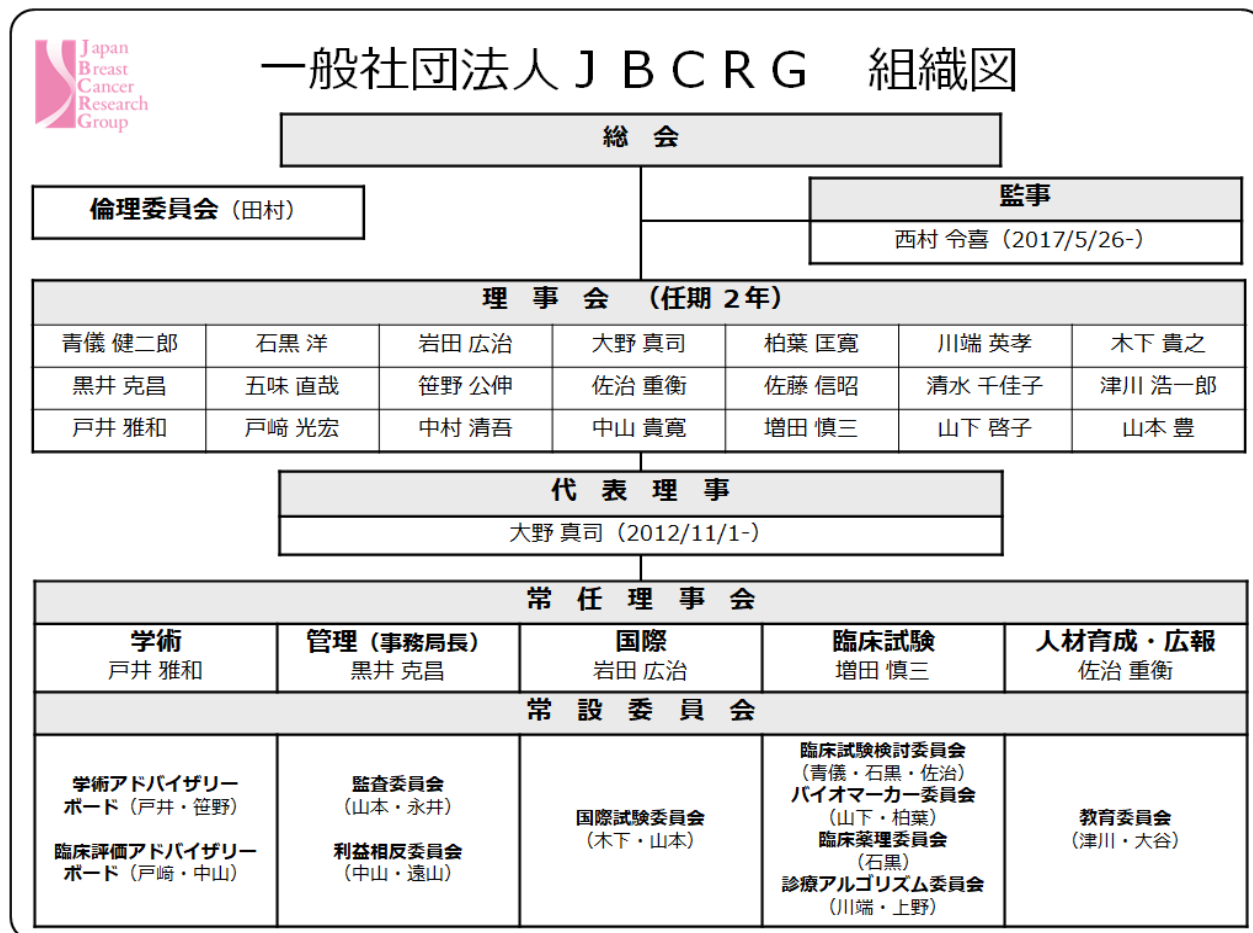 Japan
Breast
Cancer
Research
Group
一般社団法人ＪＢＣＲＧ　組織図
総　会
倫理委員会（田村）
監事
西村 令喜（2017/5/26-）
理　事　会　（任期 2年）
青儀 健二郎　石黒 洋　岩田 広治　大野 真司　柏葉 匡寛　川端 英孝　木下 貴之
黒井 克昌　五味 直哉　笹野 公伸　佐治 重衡　佐藤 信昭　清水 千佳子　津川 浩一郎
戸井 雅和　戸﨑 光宏　中村 清吾　中山 貴寛　増田 慎三　山下 啓子　山本 豊
代　表　理　事
大野 真司（2012/11/1-）
常　任　理　事　会
学術　管理（事務局長）　国際　臨床試験　人材育成・広報
戸井 雅和　黒井 克昌　岩田 広治　増田 慎三　佐治 重衡
常　設　委　員　会
学術アドバイザリー
ボード（戸井・笹野）
臨床評価アドバイザリー
ボード（戸﨑・中山）
監査委員会
（山本・永井）
利益相反委員会
（中山・遠山）
国際試験委員会
（木下・山本）
臨床試験検討委員会
（青儀・石黒・佐治）
バイオマーカー委員会
（山下・柏葉）
臨床薬理委員会
（石黒）
診療アルゴリズム委員会
（川端・上野）
教育委員会
（津川・大谷）